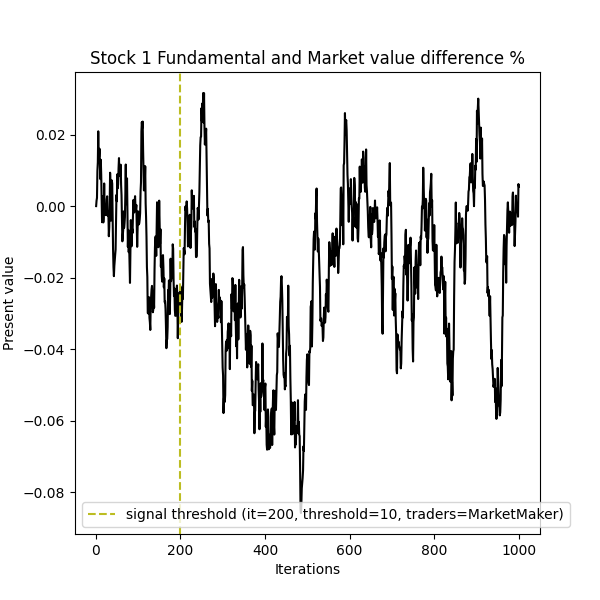 Stock 1 Fundamental and Market value difference %
Present value
0.02
0.00
−0.02
−0.04
−0.06
−0.08
signal threshold (it=200, threshold=10, traders=MarketMaker)
0 200 400 600 800 1000
Iterations